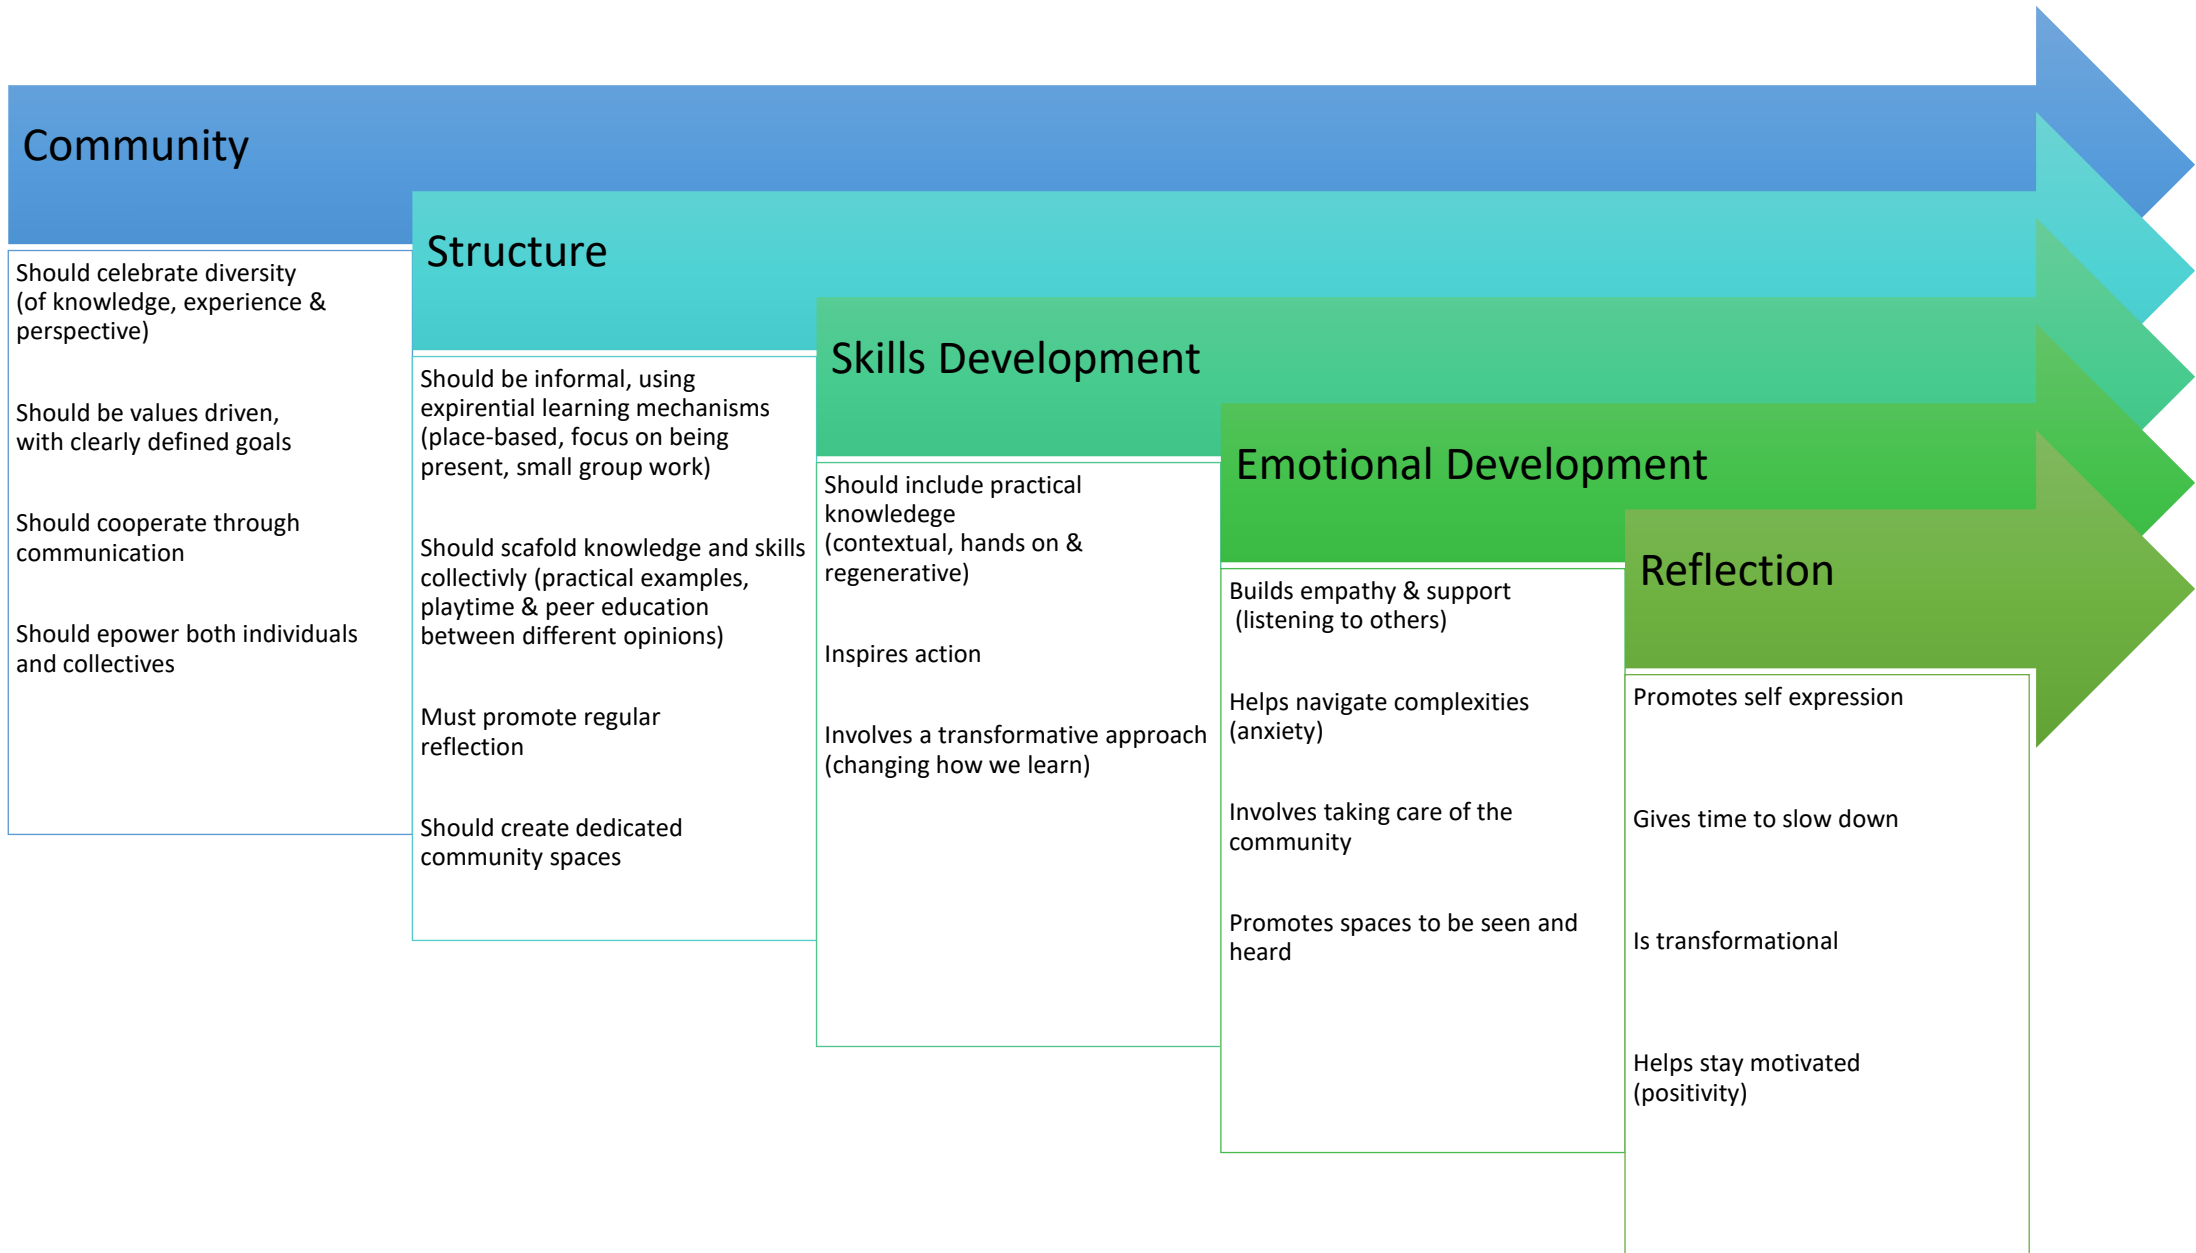 Community
Should celebrate diversity
(of knowledge, experience &
perspective)
Should be values driven,
with clearly defined goals
Should cooperate through
communication
Should epower both individuals
and collectives
Structure
Should be informal, using
expirential learning mechanisms
(place-based, focus on being
present, small group work)
Should scafold knowledge and skills
collectivly (practical examples,
playtime & peer education
between different opinions)
Must promote regular
reflection
Should create dedicated
community spaces
Skills Development
Should include practical
knowledege
(contextual, hands on &
regenerative)
Inspires action
Involves a transformative approach
(changing how we learn)
Emotional Development
Builds empathy & support
(listening to others)
Helps navigate complexities
(anxiety)
Involves taking care of the
community
Promotes spaces to be seen and
heard
Reflection
Promotes self expression
Gives time to slow down
Is transformational
Helps stay motivated
(positivity)